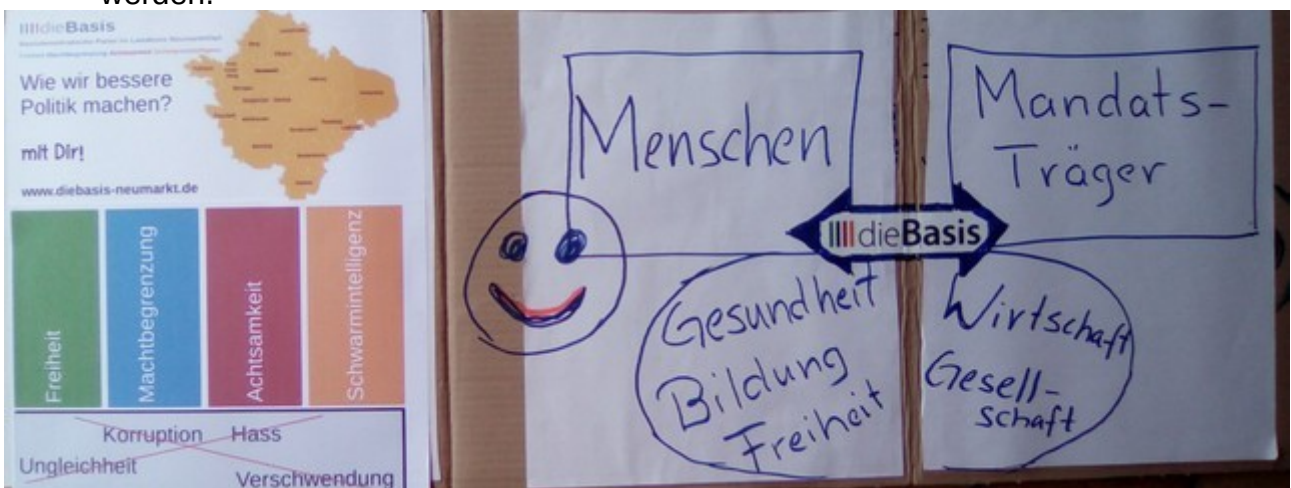 werden.
dieBasis
Wie wir bessere
Politik machen?
mit Dir!
www.diebasis-neumarkt.de
Freiheit
Machtbegrenzung
Achtsamkeit
Schwarmintelligenz
Korruption Hass
Ungleichheit
Verschwendung
Menschen
Mandats-
Träger
dieBasis
Gesundheit
Bildung
Freiheit
Wirtschaft
Gesell-
schaft